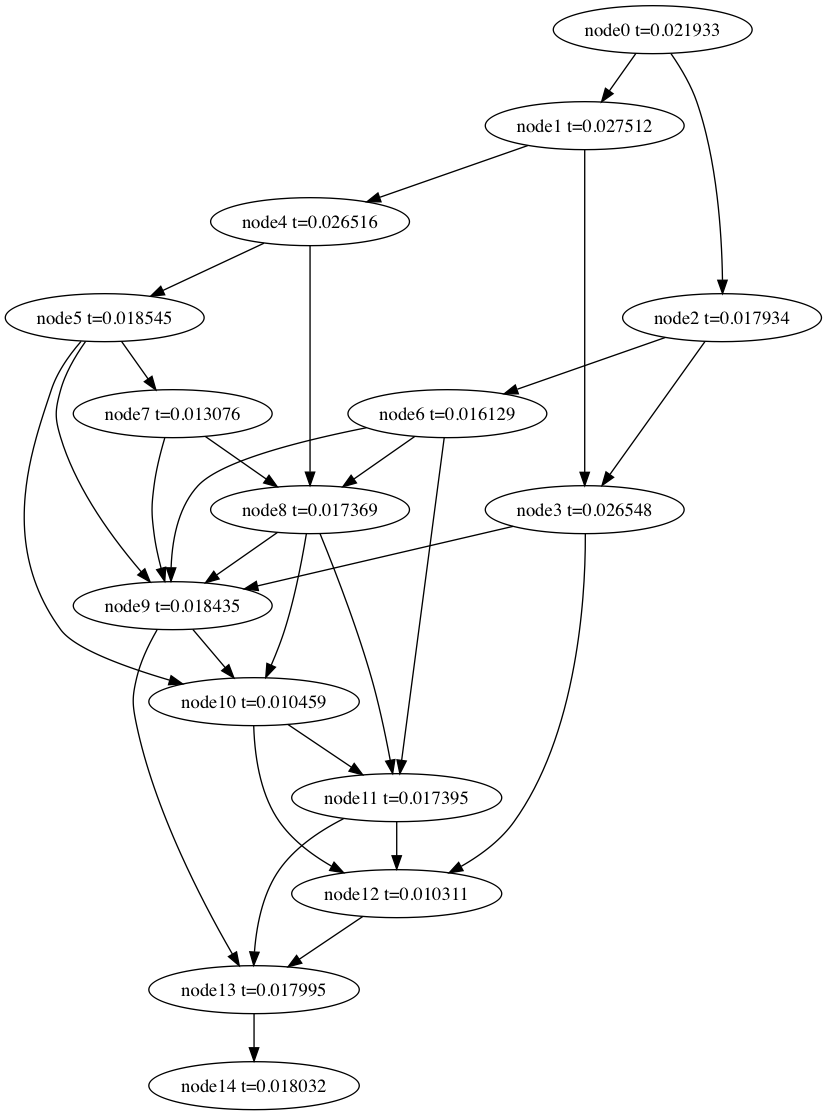 node0 t=0.021933
node1 t=0.027512
node4 t=0.026516
node5 t=0.018545
node2 t=0.017934
node7 t=0.013076
node6 t=0.016129
node8 t=0.017369
node3 t=0.026548
node9 t=0.018435
node10 t=0.010459
node11 t=0.017395
node12 t=0.010311
node13 t=0.017995
node14 t=0.018032